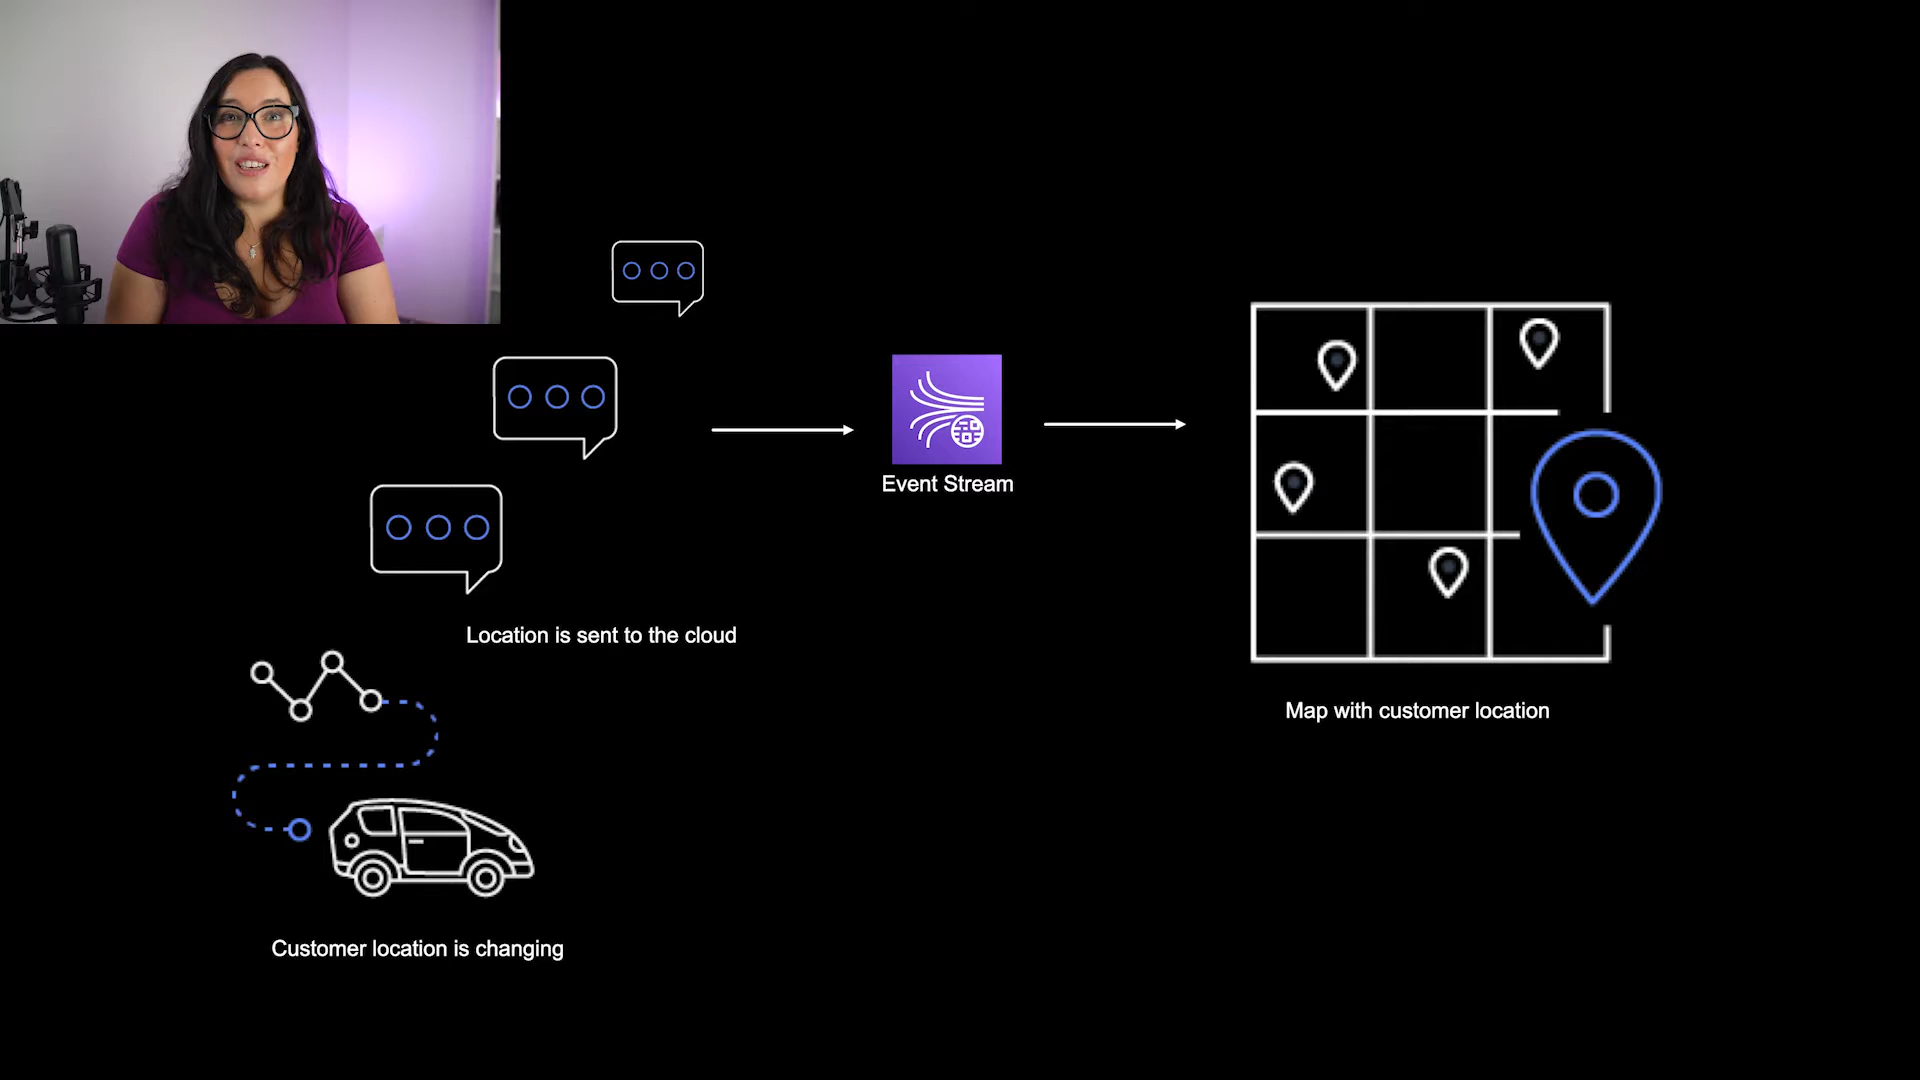 Event Stream
Location is sent to the cloud
Map with customer location
Customer location is changing